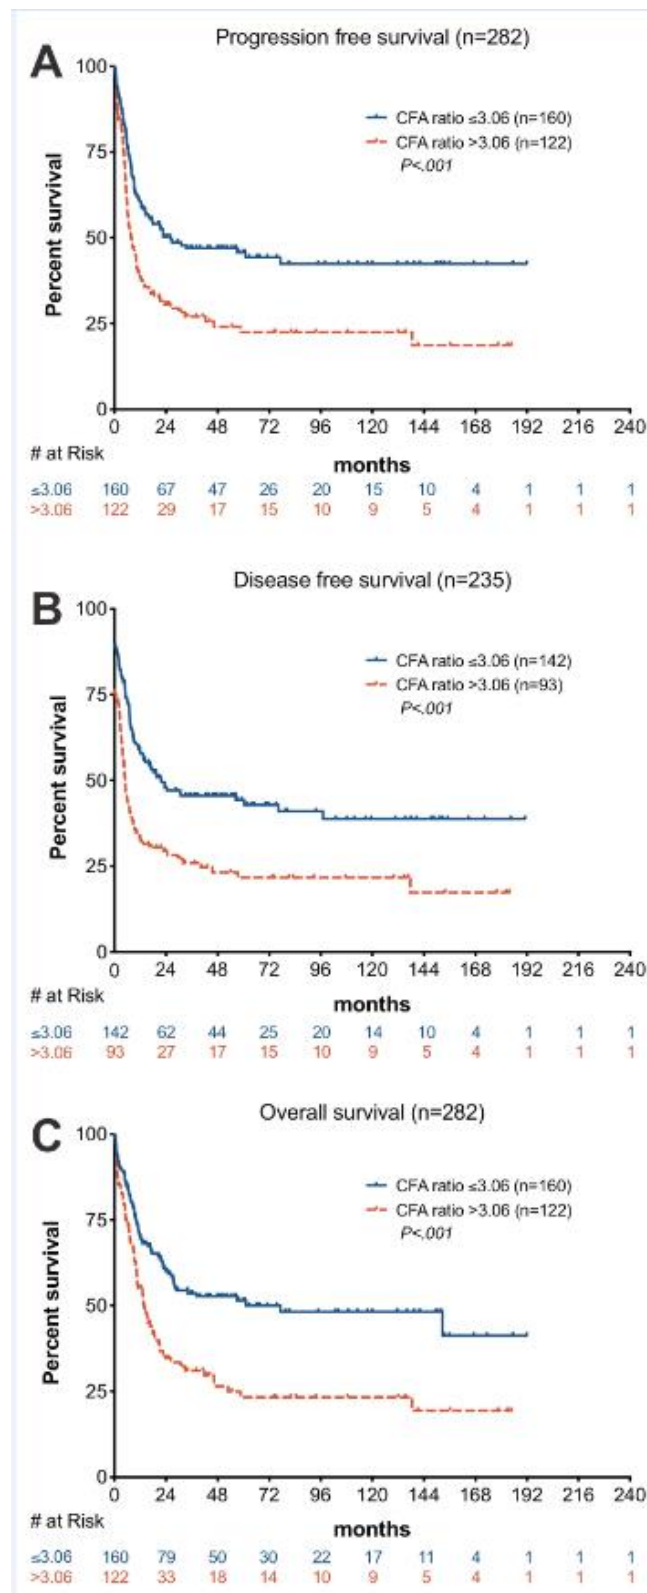 Progression free survival (n=282)
A
100
CFA ratio ≤3.06 (n=160)
CFA ratio >3.06 (n=122)
P<.001
75
50
25
0
Percent survival
0 24 48 72 96 120 144 168 192 216 240
# at Risk
months
≤3.06 160 67 47 26 20 15 10 4 1 1 1
>3.06 122 29 17 15 10 9 5 4 1 1 1
Disease free survival (n=235)
B
100
CFA ratio ≤3.06 (n=142)
CFA ratio >3.06 (n=93)
P<.001
75
50
25
0
Percent survival
0 24 48 72 96 120 144 168 192 216 240
# at Risk
months
≤3.06 142 62 44 25 20 14 10 4 1 1 1
>3.06 93 27 17 15 10 9 5 4 1 1 1
Overall survival (n=282)
C
100
CFA ratio ≤3.06 (n=160)
CFA ratio >3.06 (n=122)
P<.001
75
50
25
0
Percent survival
0 24 48 72 96 120 144 168 192 216 240
# at Risk
months
≤3.06 160 79 50 30 22 17 11 4 1 1 1
>3.06 122 33 18 14 10 9 5 4 1 1 1